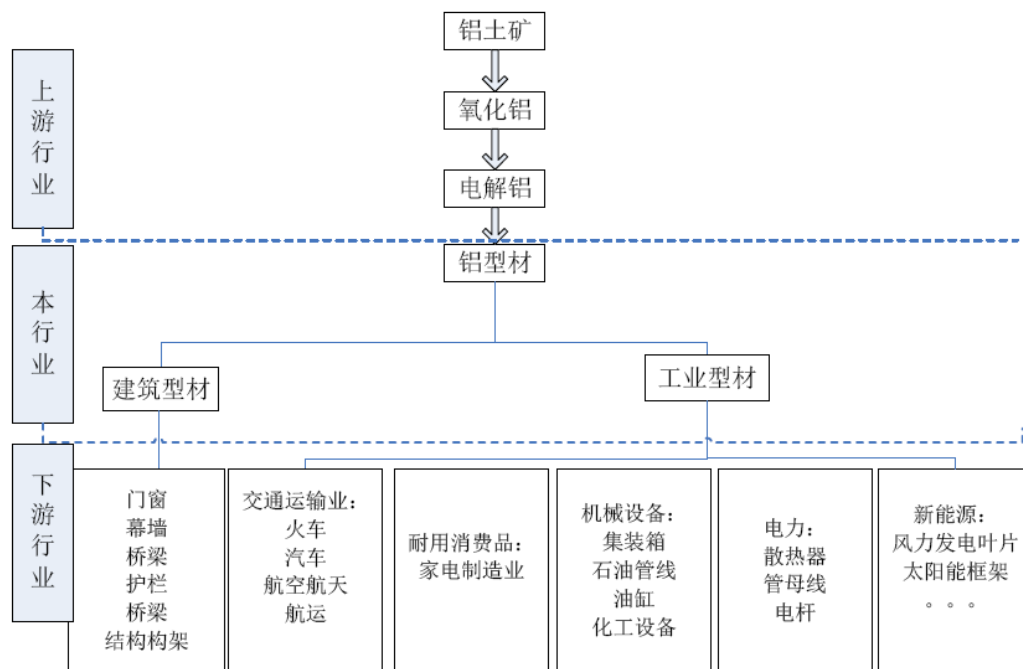 铝土矿
上游行业
氧化铝
电解铝
本行业
铝型材
建筑型材
工业型材
下游行业
门窗
幕墙
桥梁
护栏
桥梁
结构构架
交通运输业：
火车
汽车
航空航天
航运
耐用消费品：
家电制造业
机械设备：
集装箱
石油管线
油缸
化工设备
电力：
散热器
管母线
电杆
新能源：
风力发电叶片
太阳能框架
。。。